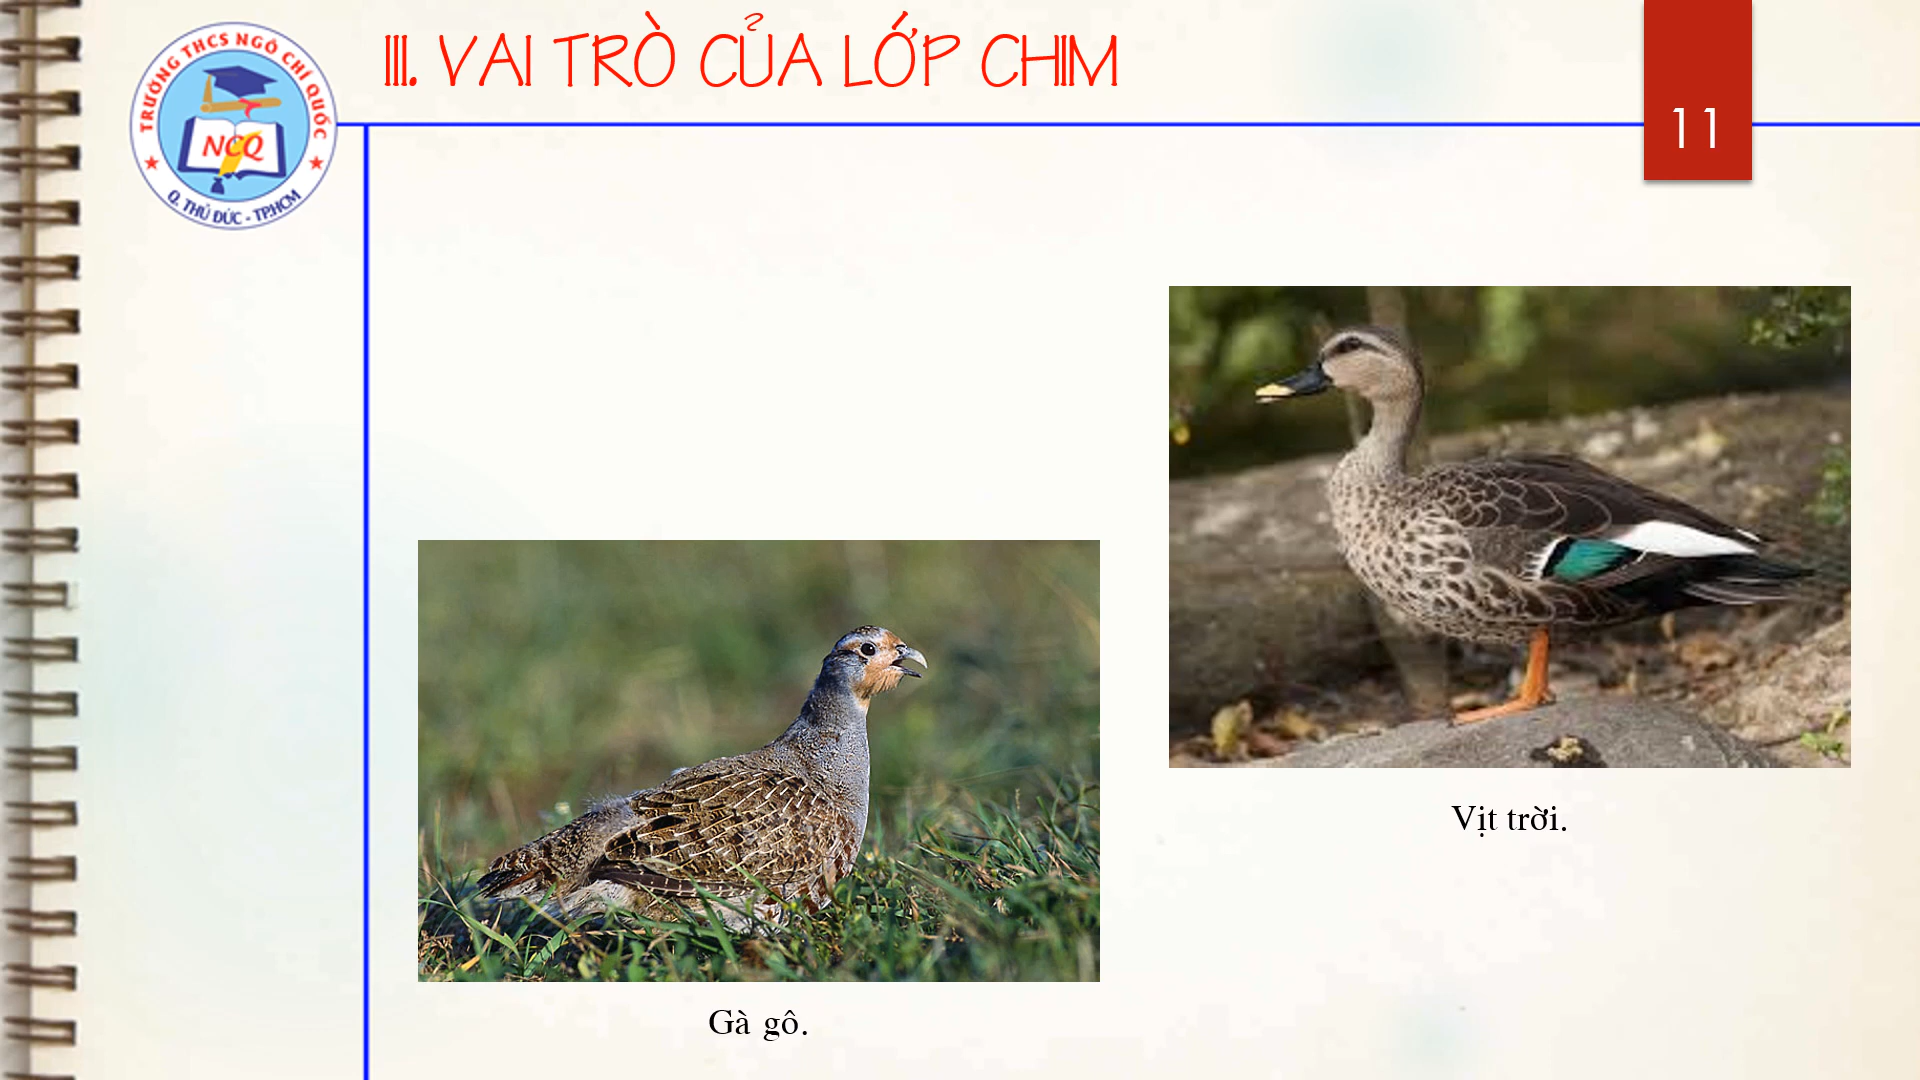 III. VAI TRÒ CỦA LỚP CHIM
11
TRƯỜNG THCS NGÔ CHÍ QUỐC
NCQ
Q. THỦ ĐỨC - TP.HCM
Vịt trời.
Gà gô.